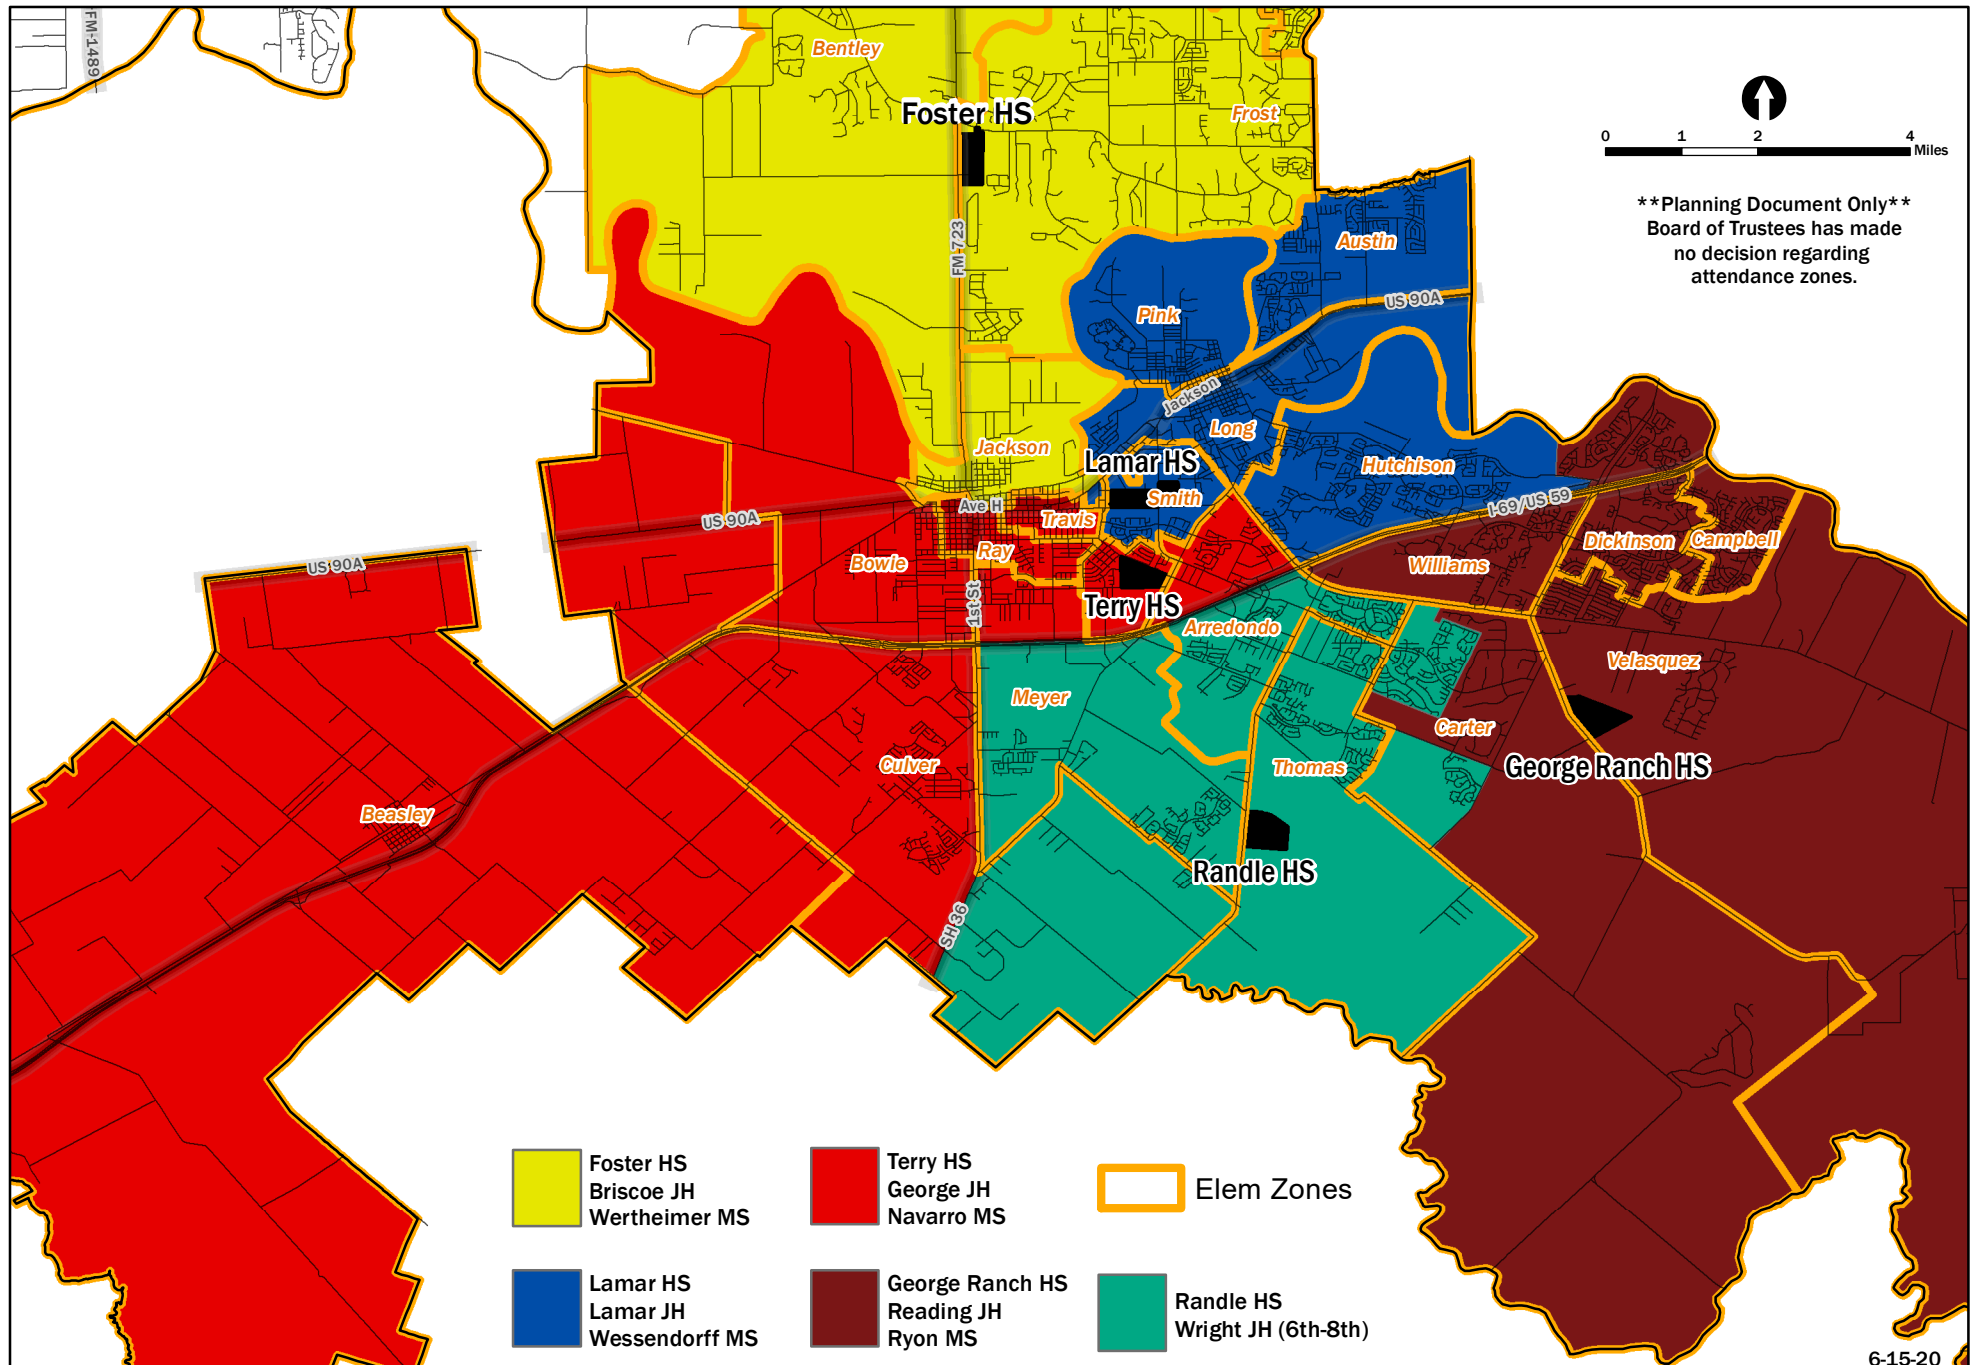 FM-1489
Bentley
Foster HS
Frost
0 1 2 4
Miles
**Planning Document Only**
Board of Trustees has made
no decision regarding
attendance zones.
FM 723
Austin
US 90A
Pink
Jackson
Long
Jackson
Lamar HS
Hutchison
Smith
I-69/US 59
Ave H
Travis
US 90A
Ray
Bowie
Dickinson
Campbell
Williams
US 90A
1st St
Terry HS
Arredondo
Velasquez
Meyer
Carter
Culver
Thomas
George Ranch HS
Beasley
Randle HS
SH 36
Foster HS
Briscoe JH
Wertheimer MS
Terry HS
George JH
Navarro MS
Elem Zones
Lamar HS
Lamar JH
Wessendorff MS
George Ranch HS
Reading JH
Ryon MS
Randle HS
Wright JH (6th-8th)
6-15-20